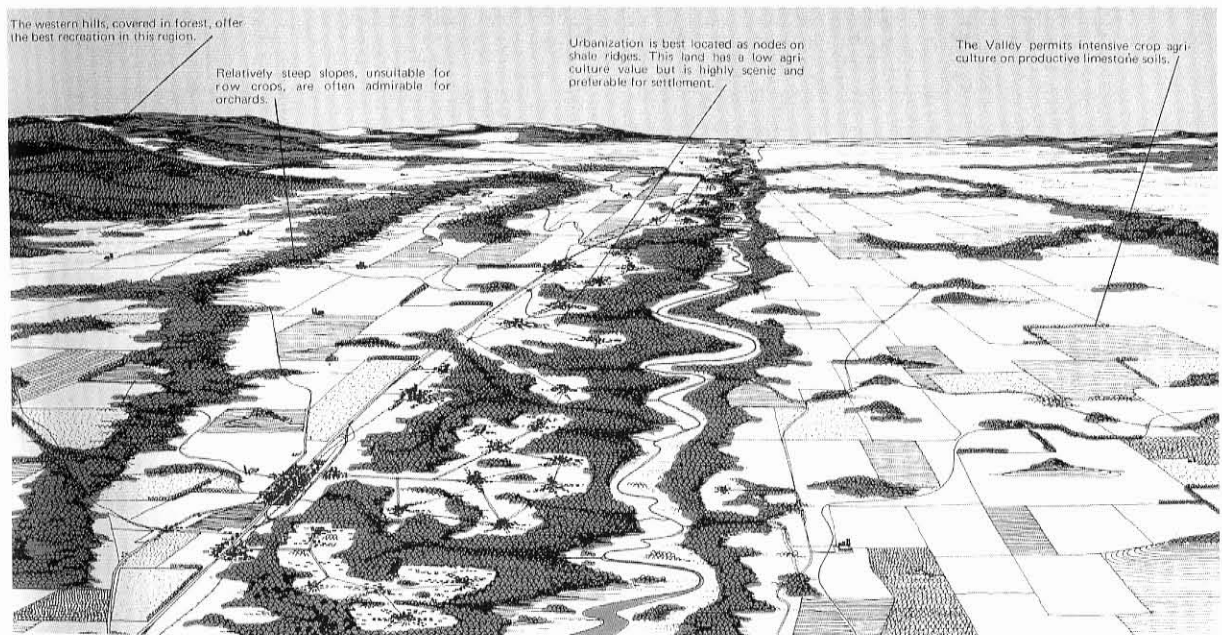 The western hills, covered in forest, offer
the best recreation in this region.
Relatively steep slopes, unsuitable for
row crops, are often admirable for
orchards.
Urbanization is best located as nodes on
shale ridges. This land has a low agri-
culture value but is highly scenic and
preferable for settlement.
The Valley permits intensive crop agri-
culture on productive limestone soils.